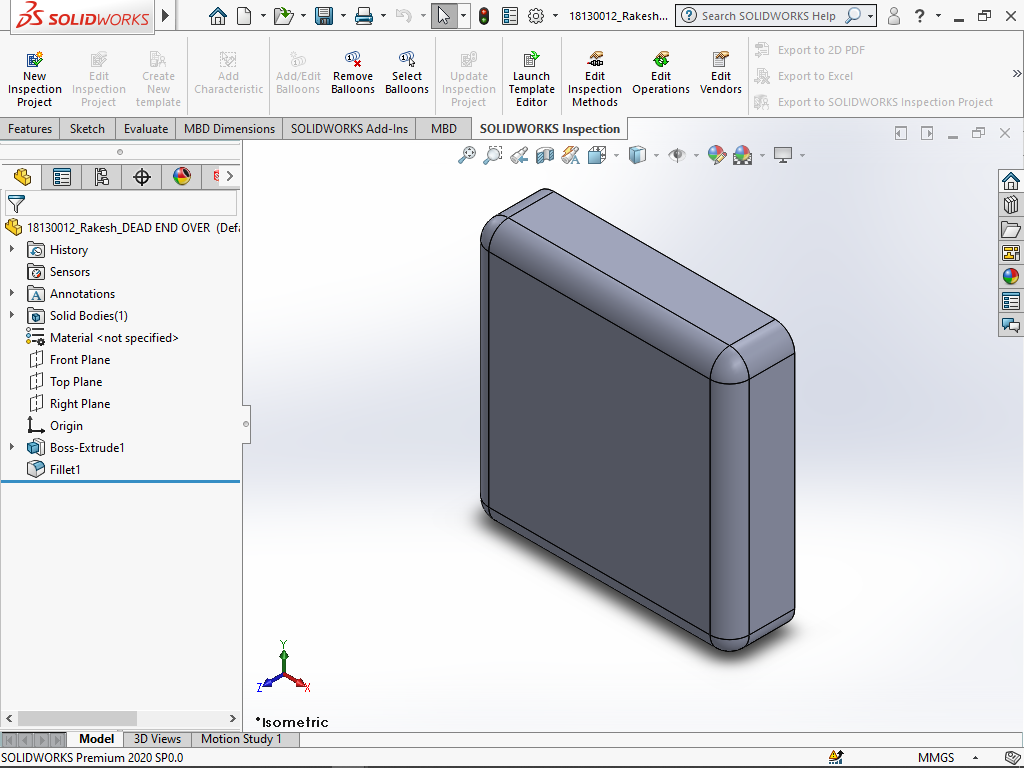 SOLIDWORKS
18130012_Rakesh...
Search SOLIDWORKS Help
New Inspection Project
Edit Inspection Project
Create New template
Add Characteristic
Add/Edit Balloons
Remove Balloons
Select Balloons
Update Inspection Project
Launch Template Editor
Edit Inspection Methods
Edit Operations
Edit Vendors
Export to 2D PDF
Export to Excel
Export to SOLIDWORKS Inspection Project
Features
Sketch
Evaluate
MBD Dimensions
SOLIDWORKS Add-Ins
MBD
SOLIDWORKS Inspection
18130012_Rakesh_DEAD END OVER (Defa
History
Sensors
Annotations
Solid Bodies(1)
Material <not specified>
Front Plane
Top Plane
Right Plane
Origin
Boss-Extrude1
Fillet1
Y
Z
X
*Isometric
Model
3D Views
Motion Study 1
SOLIDWORKS Premium 2020 SP0.0
MMGS